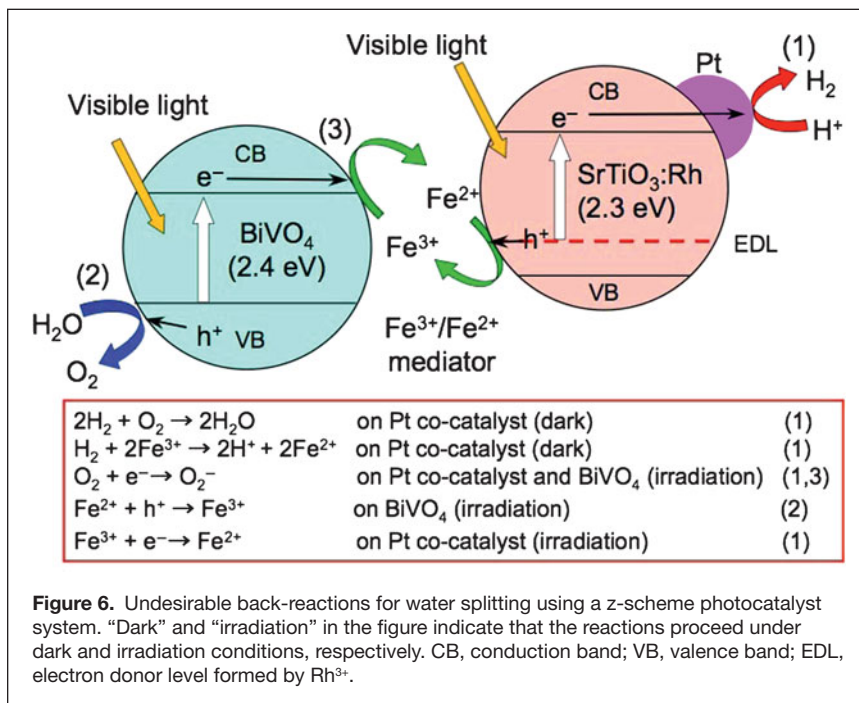 Visible light
Pt
(1)
H₂
CB
e⁻
H⁺
Visible light
(3)
CB
e⁻
Fe²⁺
SrTiO₃:Rh
(2.3 eV)
BiVO₄
(2.4 eV)
Fe³⁺
h⁺
EDL
(2)
VB
H₂O
h⁺
VB
Fe³⁺/Fe²⁺
mediator
O₂
2H₂ + O₂ → 2H₂O on Pt co-catalyst (dark) (1)
H₂ + 2Fe³⁺ → 2H⁺ + 2Fe²⁺ on Pt co-catalyst (dark) (1)
O₂ + e⁻ → O₂⁻ on Pt co-catalyst and BiVO₄ (irradiation) (1,3)
Fe²⁺ + h⁺ → Fe³⁺ on BiVO₄ (irradiation) (2)
Fe³⁺ + e⁻ → Fe²⁺ on Pt co-catalyst (irradiation) (1)
Figure 6. Undesirable back-reactions for water splitting using a z-scheme photocatalyst
system. “Dark” and “irradiation” in the figure indicate that the reactions proceed under
dark and irradiation conditions, respectively. CB, conduction band; VB, valence band; EDL,
electron donor level formed by Rh³⁺.